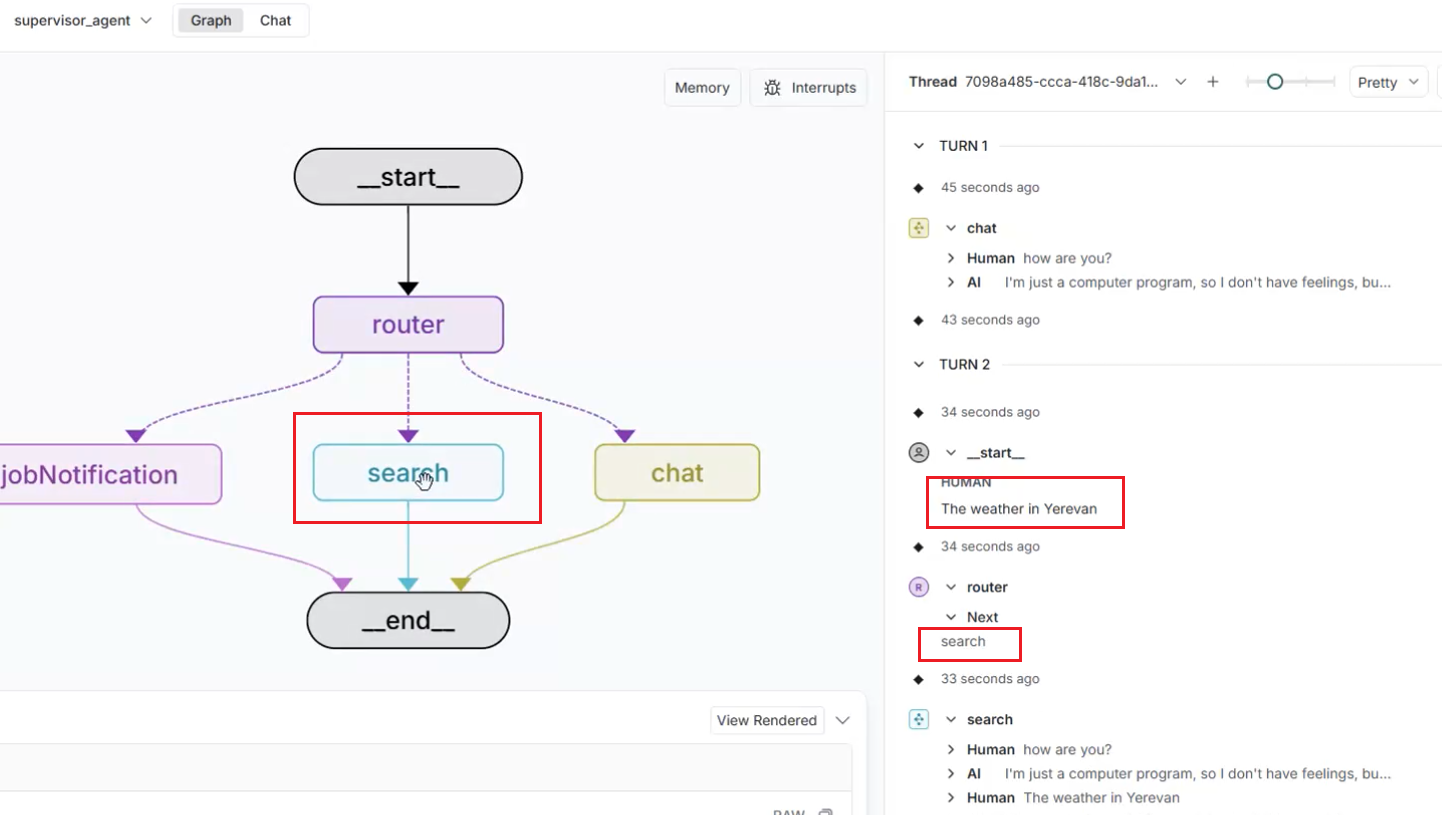 supervisor_agent
Graph
Chat
Memory
Interrupts
__start__
router
jobNotification
search
chat
__end__
View Rendered
RAW
Thread 7098a485-ccca-418c-9da1...
Pretty
TURN 1
45 seconds ago
chat
Human how are you?
AI I'm just a computer program, so I don't have feelings, bu...
43 seconds ago
TURN 2
34 seconds ago
__start__
HUMAN
The weather in Yerevan
34 seconds ago
R router
Next
search
33 seconds ago
search
Human how are you?
AI I'm just a computer program, so I don't have feelings, bu...
Human The weather in Yerevan